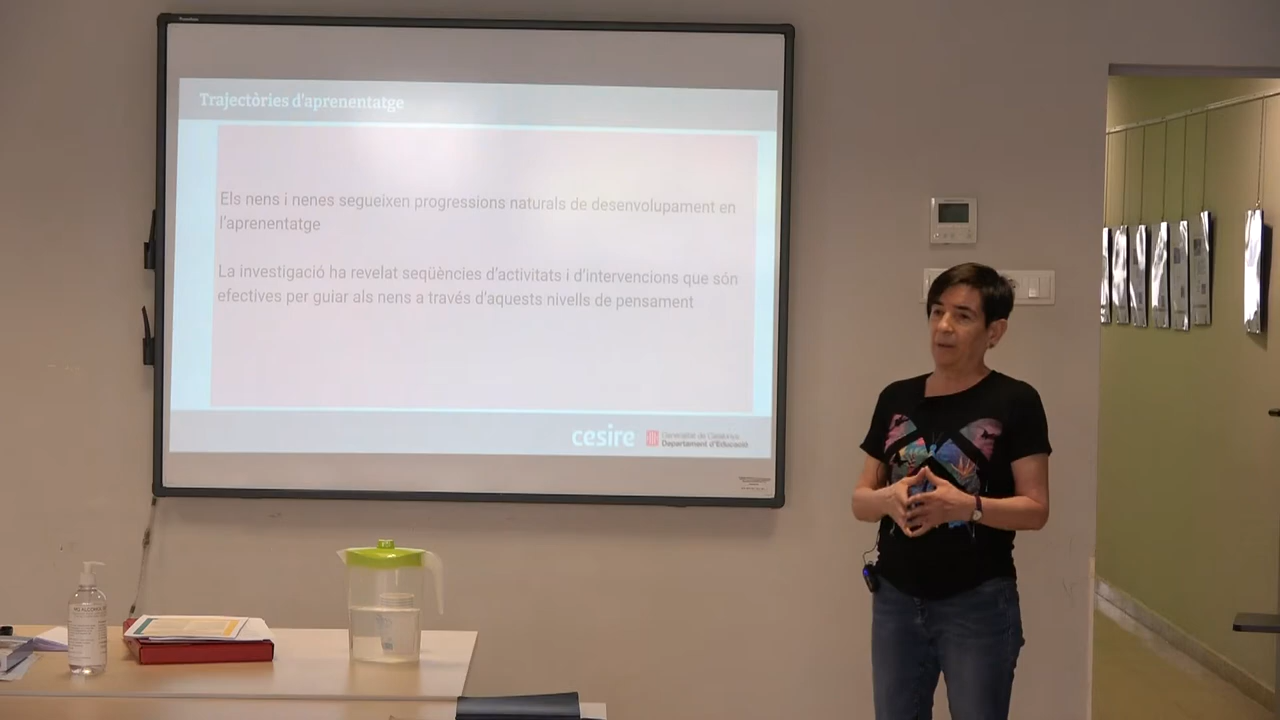 Trajectòries d'aprenentatge
Els nens i nenes segueixen progressions naturals de desenvolupament en
l'aprenentatge
La investigació ha revelat seqüències d'activitats i d'intervencions que són
efectives per guiar als nens a través d'aquests nivells de pensament
cesire
Generalitat de Catalunya
Departament d'Educació